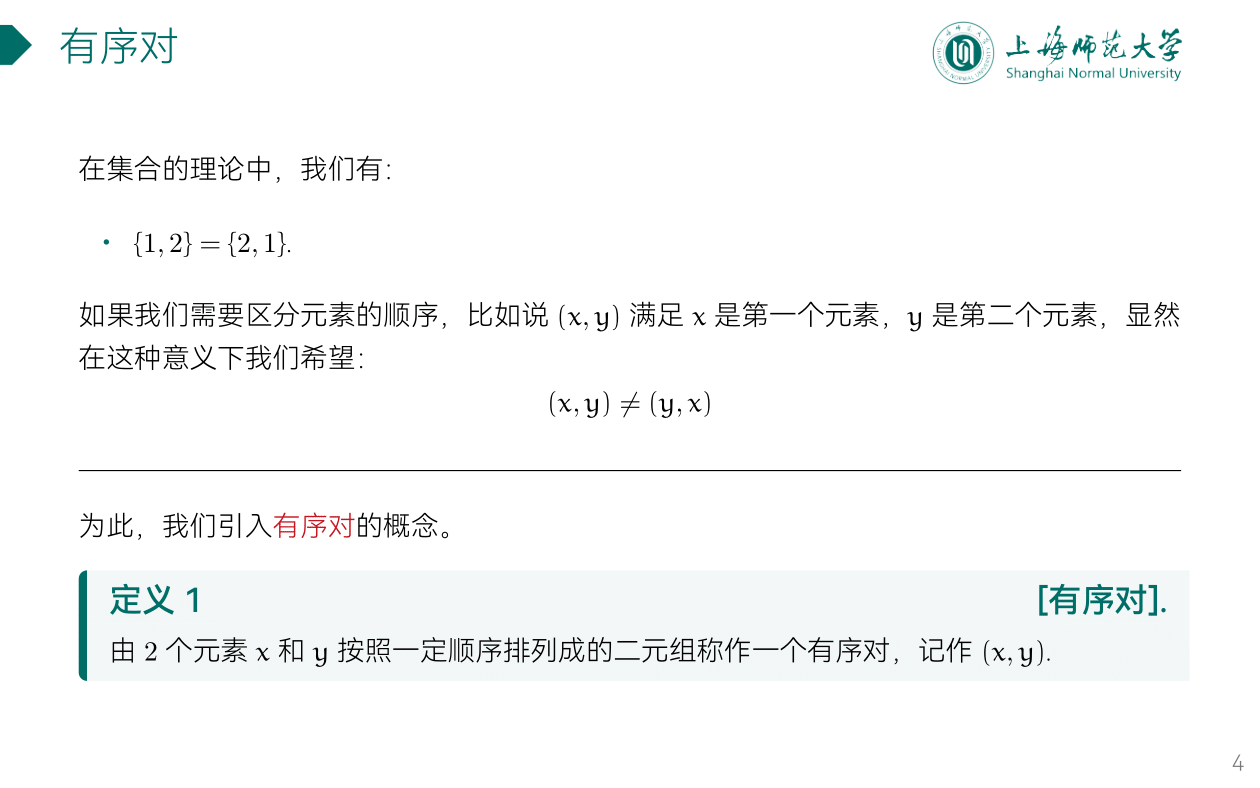 有序对
上海师范大学
Shanghai Normal University
在集合的理论中，我们有：
• {1, 2} = {2, 1}.
如果我们需要区分元素的顺序，比如说 (x, y) 满足 x 是第一个元素，y 是第二个元素，显然
在这种意义下我们希望：
(x, y) ≠ (y, x)
为此，我们引入有序对的概念。
定义 1 [有序对].
由 2 个元素 x 和 y 按照一定顺序排列成的二元组称作一个有序对，记作 (x, y).
4